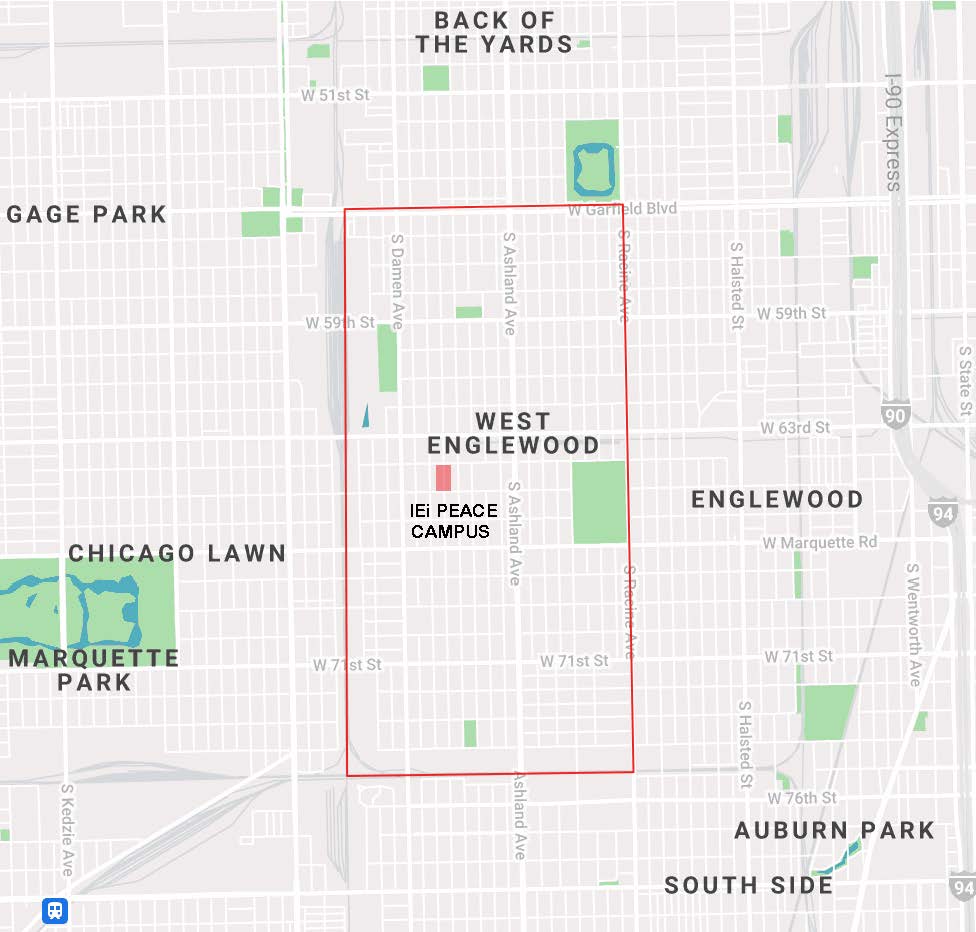 BACK OF
THE YARDS
W 51st St
I-90 Express
GAGE PARK
W Garfield Blvd
S Damen Ave
S Ashland Ave
S Racine Ave
S Halsted St
W 59th St
W 59th St
S State St
WEST
ENGLEWOOD
90
W 63rd St
IEi PEACE
CAMPUS
S Ashland Ave
ENGLEWOOD
94
W Marquette Rd
CHICAGO LAWN
S Racine Ave
S Wentworth Ave
MARQUETTE
PARK
W 71st St
W 71st St
W 71st St
S Halsted St
S Kedzie Ave
Ashland Ave
W 76th St
AUBURN PARK
SOUTH SIDE
94